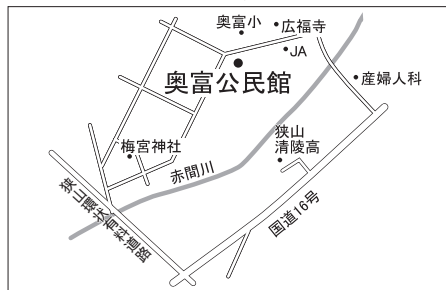 奥富小
広福寺
JA
奥富公民館
産婦人科
梅宮神社
狭山
清陵高
赤間川
狭山環状有料道路
国道16号